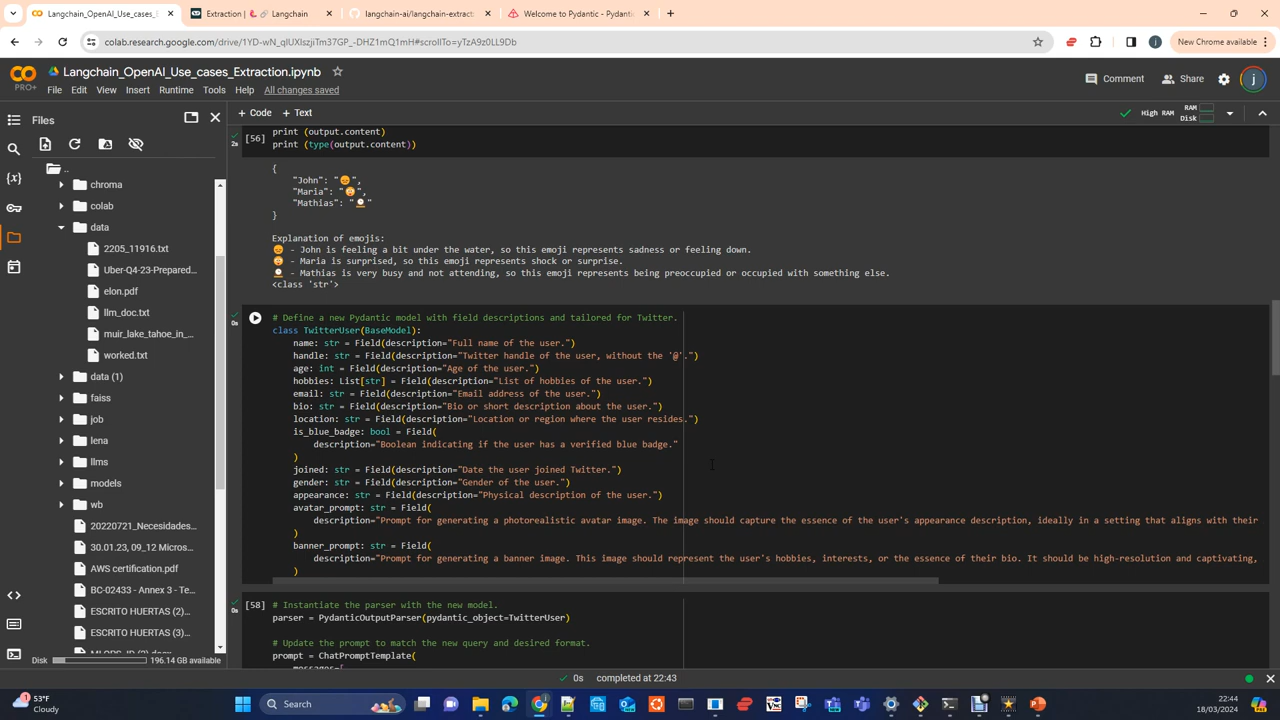 Langchain_OpenAI_Use_cases_E
Extraction | 🦜️🔗 Langchain
langchain-ai/langchain-extract
Welcome to Pydantic - Pydantic
colab.research.google.com/drive/1YD-wN_qlUXIszjiTm37GP_-DHZ1mQ1mH#scrollTo=yTzA9z0LL9Db
New Chrome available
PRO+
Langchain_OpenAI_Use_cases_Extraction.ipynb
File Edit View Insert Runtime Tools Help All changes saved
Comment Share j
Files
+ Code + Text
High RAM RAM Disk
..
chroma
colab
data
2205_11916.txt
Uber-Q4-23-Prepared...
elon.pdf
llm_doc.txt
muir_lake_tahoe_in_...
worked.txt
data (1)
faiss
job
lena
llms
models
wb
20220721_Necesidades...
30.01.23, 09_12 Micros...
AWS certification.pdf
BC-02433 - Annex 3 - Te...
ESCRITO HUERTAS (2)...
ESCRITO HUERTAS (3)...
Disk 196.14 GB available
[56] print (output.content)
2s print (type(output.content))
{
"John": "😞",
"Maria": "😲",
"Mathias": "🕰️"
}
Explanation of emojis:
- John is feeling a bit under the water, so this emoji represents sadness or feeling down.
- Maria is surprised, so this emoji represents shock or surprise.
- Mathias is very busy and not attending, so this emoji represents being preoccupied or occupied with something else.
<class 'str'>
0s # Define a new Pydantic model with field descriptions and tailored for Twitter.
class TwitterUser(BaseModel):
name: str = Field(description="Full name of the user.")
handle: str = Field(description="Twitter handle of the user, without the '@'.")
age: int = Field(description="Age of the user.")
hobbies: List[str] = Field(description="List of hobbies of the user.")
email: str = Field(description="Email address of the user.")
bio: str = Field(description="Bio or short description about the user.")
location: str = Field(description="Location or region where the user resides.")
is_blue_badge: bool = Field(
description="Boolean indicating if the user has a verified blue badge."
)
joined: str = Field(description="Date the user joined Twitter.")
gender: str = Field(description="Gender of the user.")
appearance: str = Field(description="Physical description of the user.")
avatar_prompt: str = Field(
description="Prompt for generating a photorealistic avatar image. The image should capture the essence of the user's appearance description, ideally in a setting that aligns with their
)
banner_prompt: str = Field(
description="Prompt for generating a banner image. This image should represent the user's hobbies, interests, or the essence of their bio. It should be high-resolution and captivating,
)
[58] # Instantiate the parser with the new model.
0s parser = PydanticOutputParser(pydantic_object=TwitterUser)
# Update the prompt to match the new query and desired format.
prompt = ChatPromptTemplate(
messages=[
0s completed at 22:43
53°F
Cloudy
Search
22:44
18/03/2024